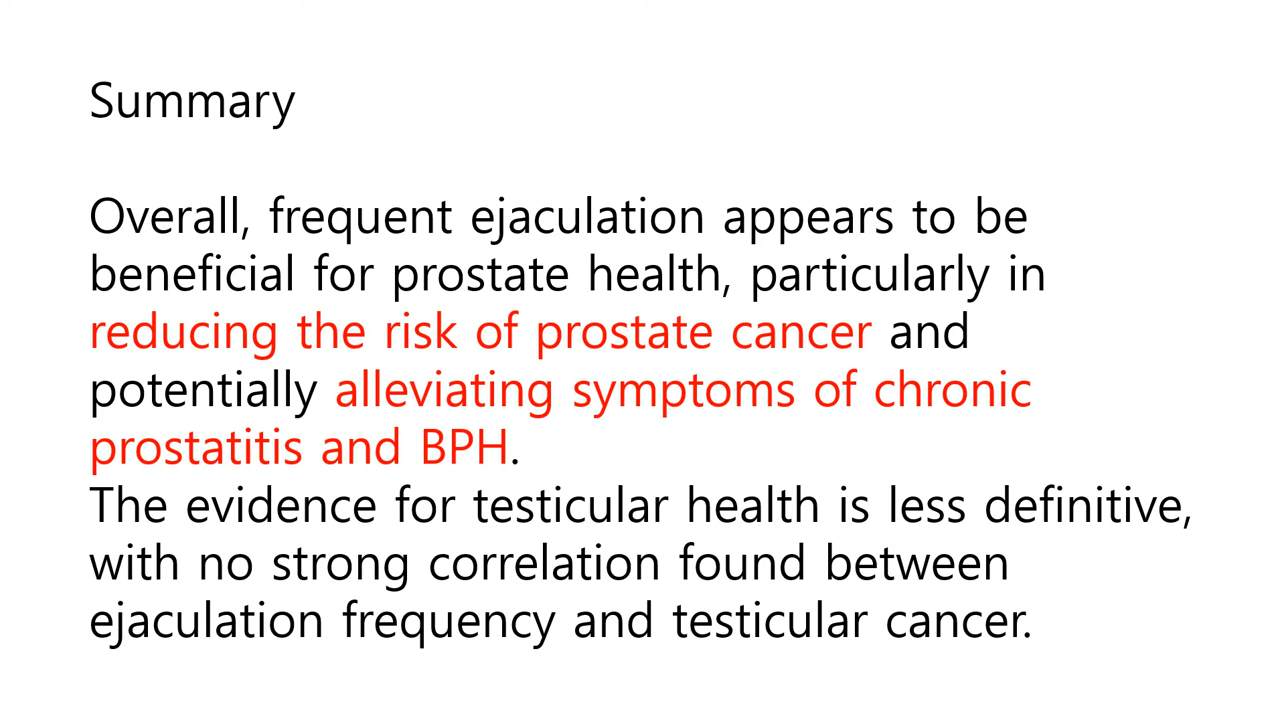 Summary
Overall, frequent ejaculation appears to be
beneficial for prostate health, particularly in
reducing the risk of prostate cancer and
potentially alleviating symptoms of chronic
prostatitis and BPH.
The evidence for testicular health is less definitive,
with no strong correlation found between
ejaculation frequency and testicular cancer.